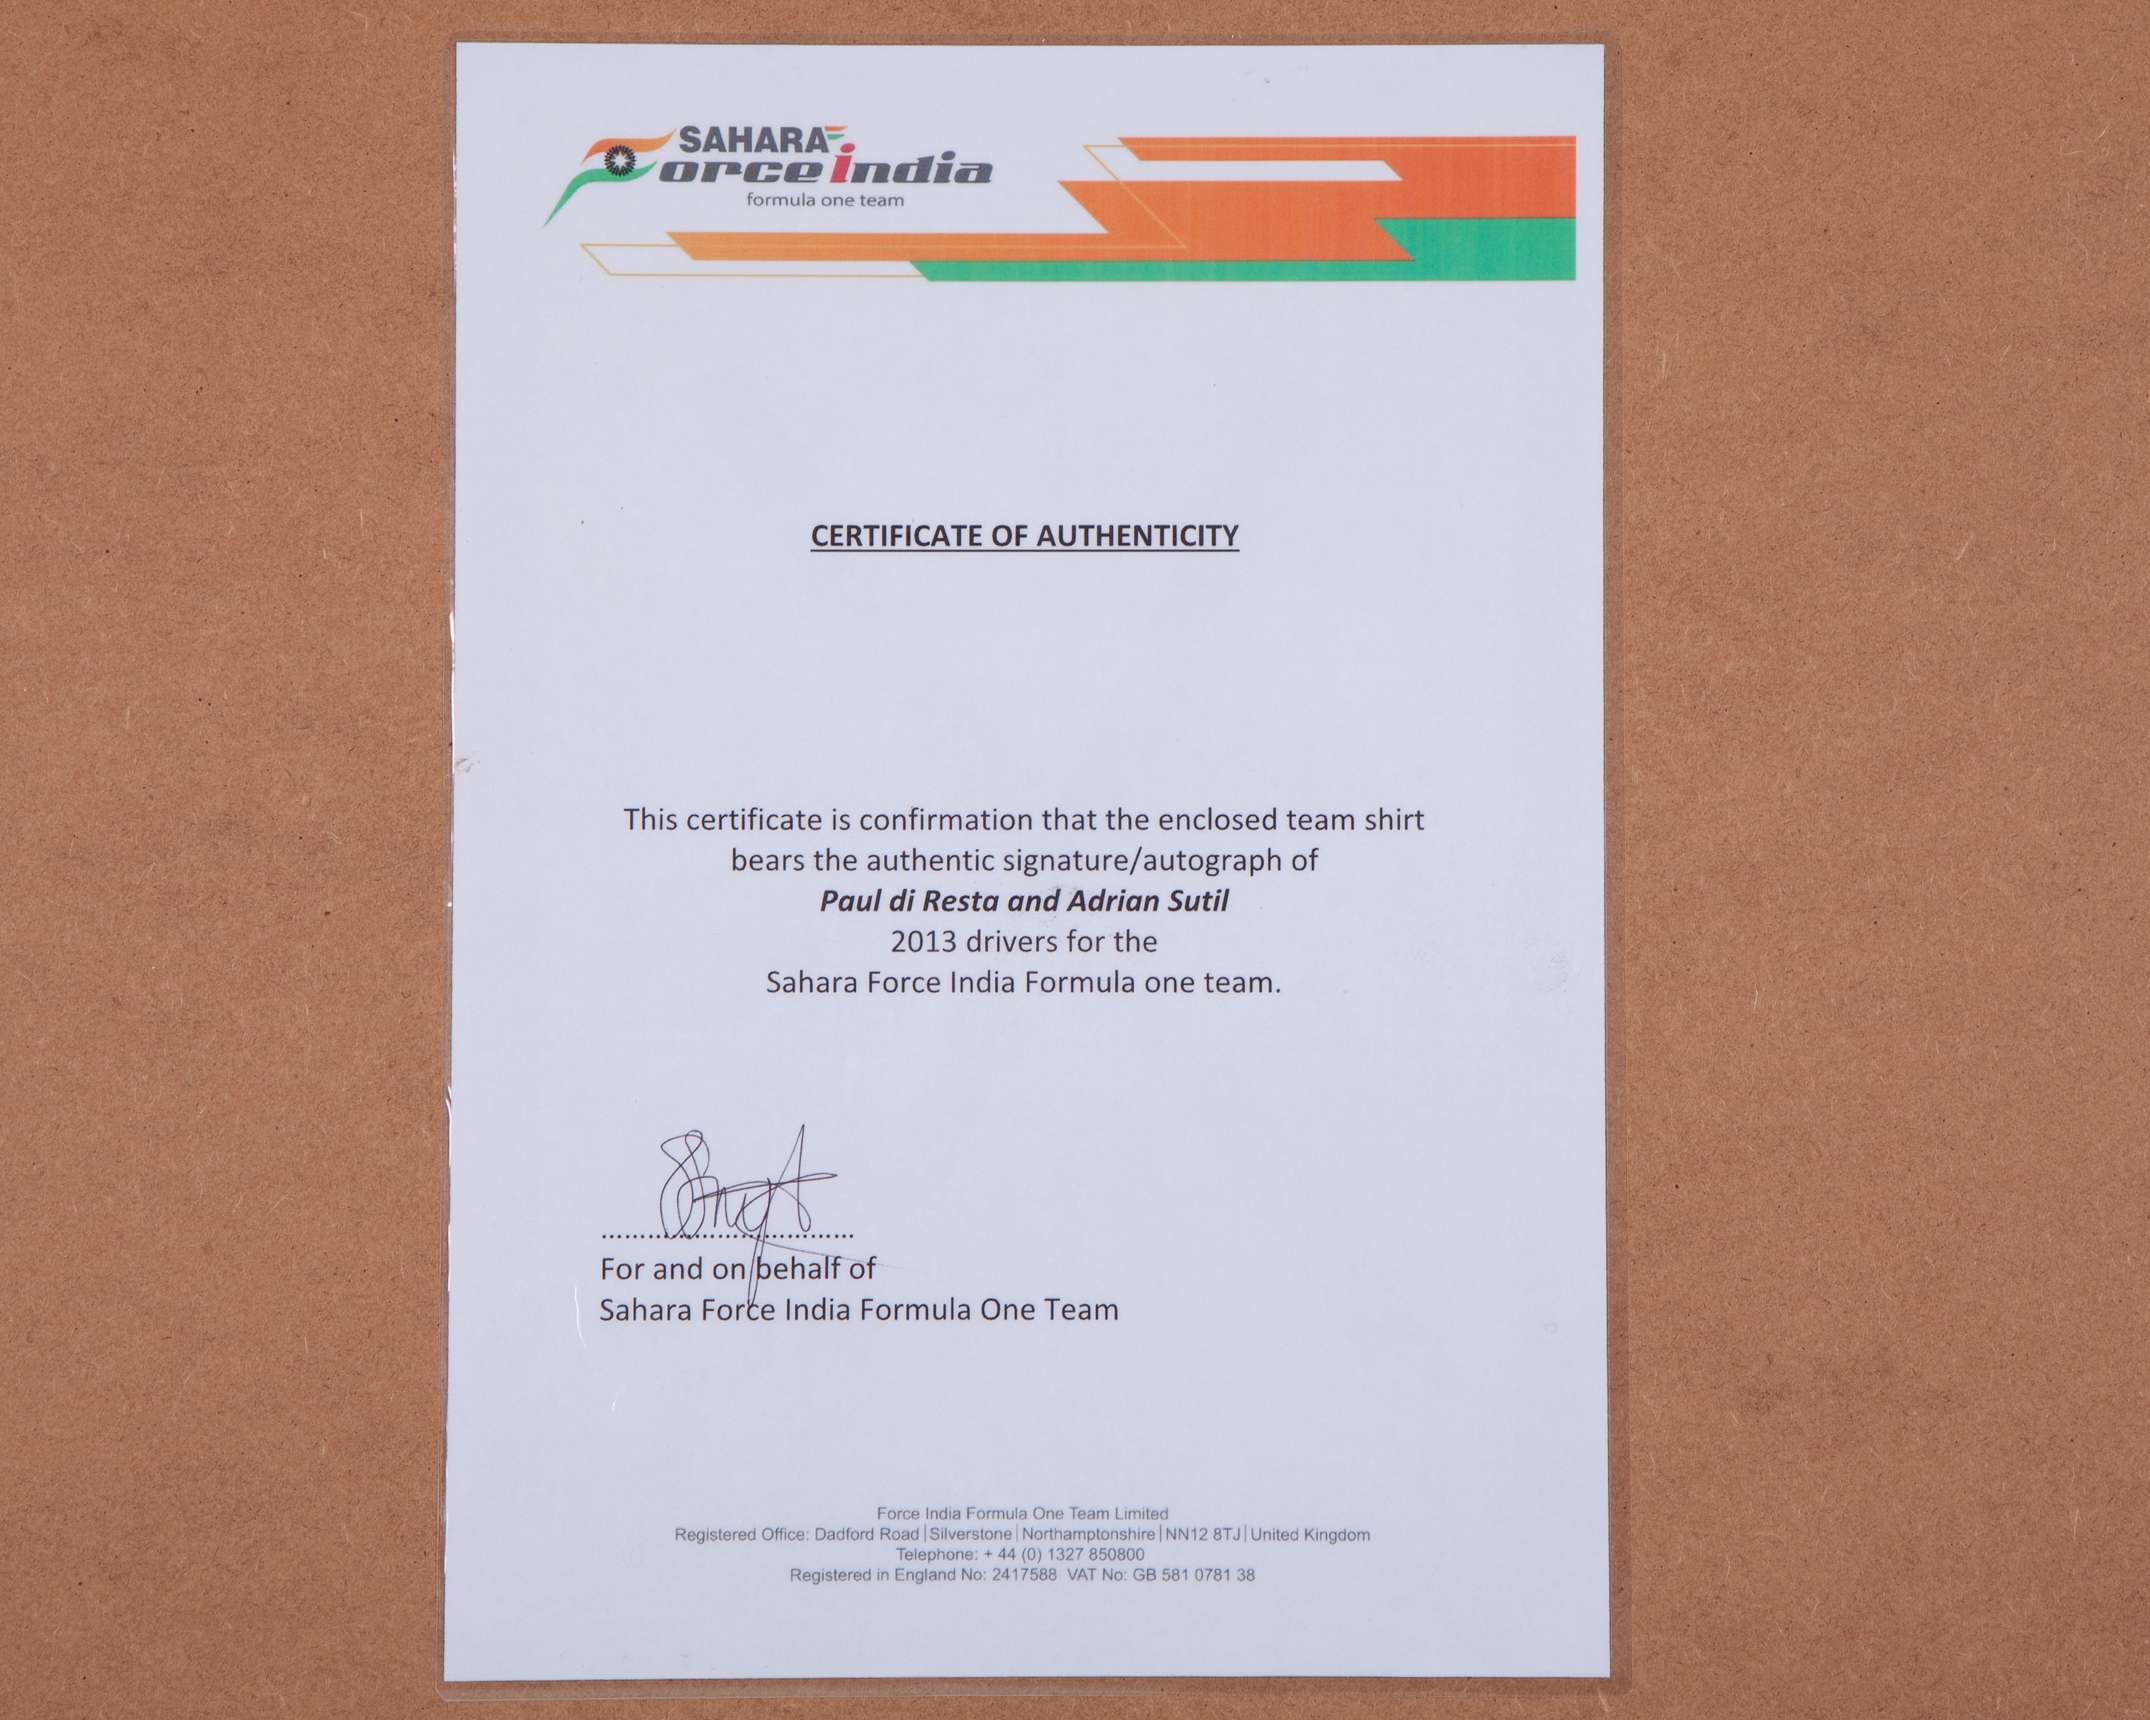 SAHARA
Force india
formula one team
CERTIFICATE OF AUTHENTICITY
This certificate is confirmation that the enclosed team shirt
bears the authentic signature/autograph of
Paul di Resta and Adrian Sutil
2013 drivers for the
Sahara Force India Formula one team.
For and on behalf of
Sahara Force India Formula One Team
Force India Formula One Team Limited
Registered Office: Dadford Road | Silverstone | Northamptonshire | NN12 8TJ | United Kingdom
Telephone: + 44 (0) 1327 850800
Registered in England No: 2417588 VAT No: GB 581 0781 38